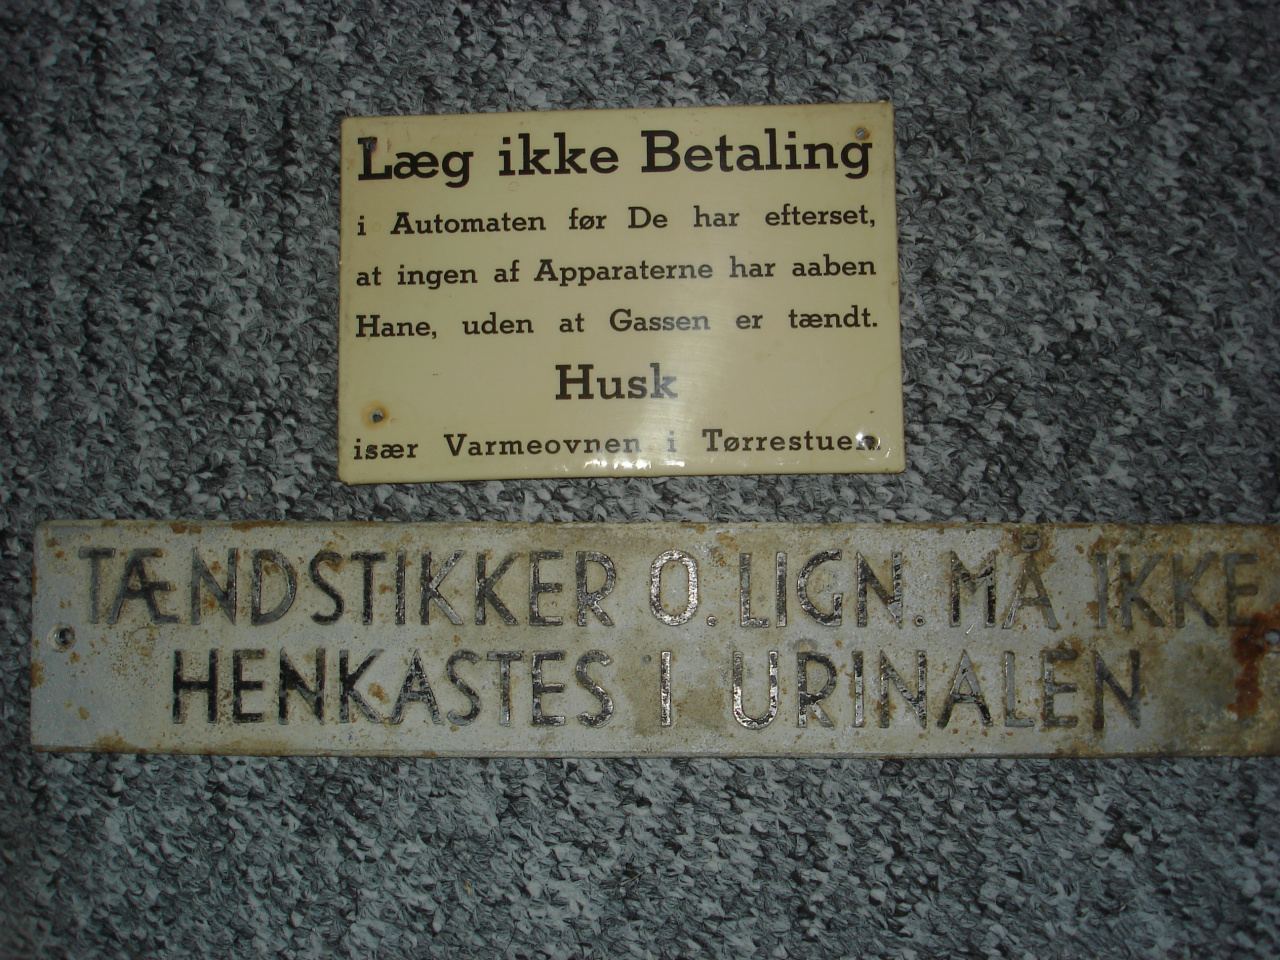 Læg ikke Betaling
i Automaten før De har efterset,
at ingen af Apparaterne har aaben
Hane, uden at Gassen er tændt.
Husk
især Varmeovnen i Tørrestuen.
TÆNDSTIKKER O. LIGN. MÅ IKKE
HENKASTES I URINALEN